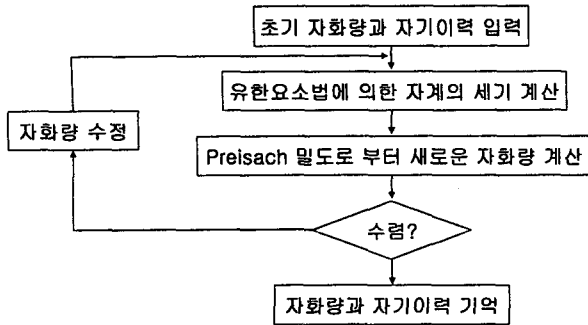 초기 자화량과 자기이력 입력
유한요소법에 의한 자계의 세기 계산
자화량 수정
Preisach 밀도로 부터 새로운 자화량 계산
수렴?
자화량과 자기이력 기억